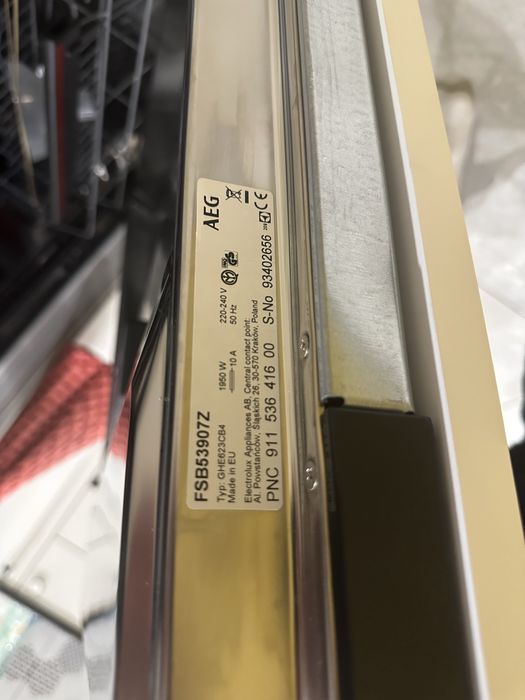 AEG
FSB53907Z
Typ: GHE623CB4
Made in EU
1950 W
10 A
220-240 V
50 Hz
Electrolux Appliances AB, Central contact point:
Al. Powstańców, Śląskich 26, 30-570 Kraków, Poland
PNC 911 536 416 00 S-No 93402656
CE